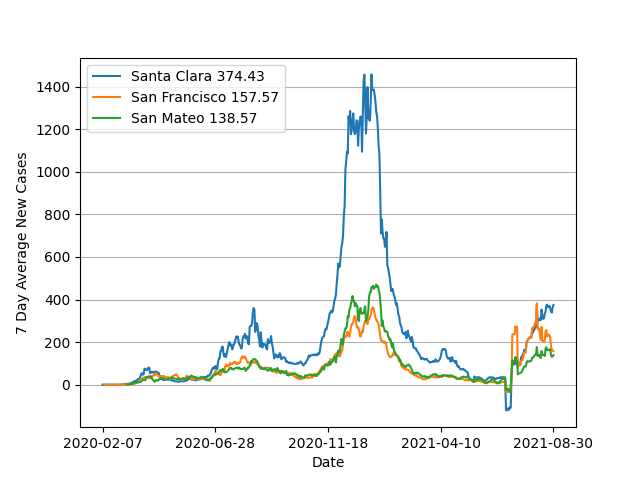 Santa Clara 374.43
San Francisco 157.57
San Mateo 138.57
1400
1200
1000
800
600
400
200
0
7 Day Average New Cases
2020-02-07 2020-06-28 2020-11-18 2021-04-10 2021-08-30
Date